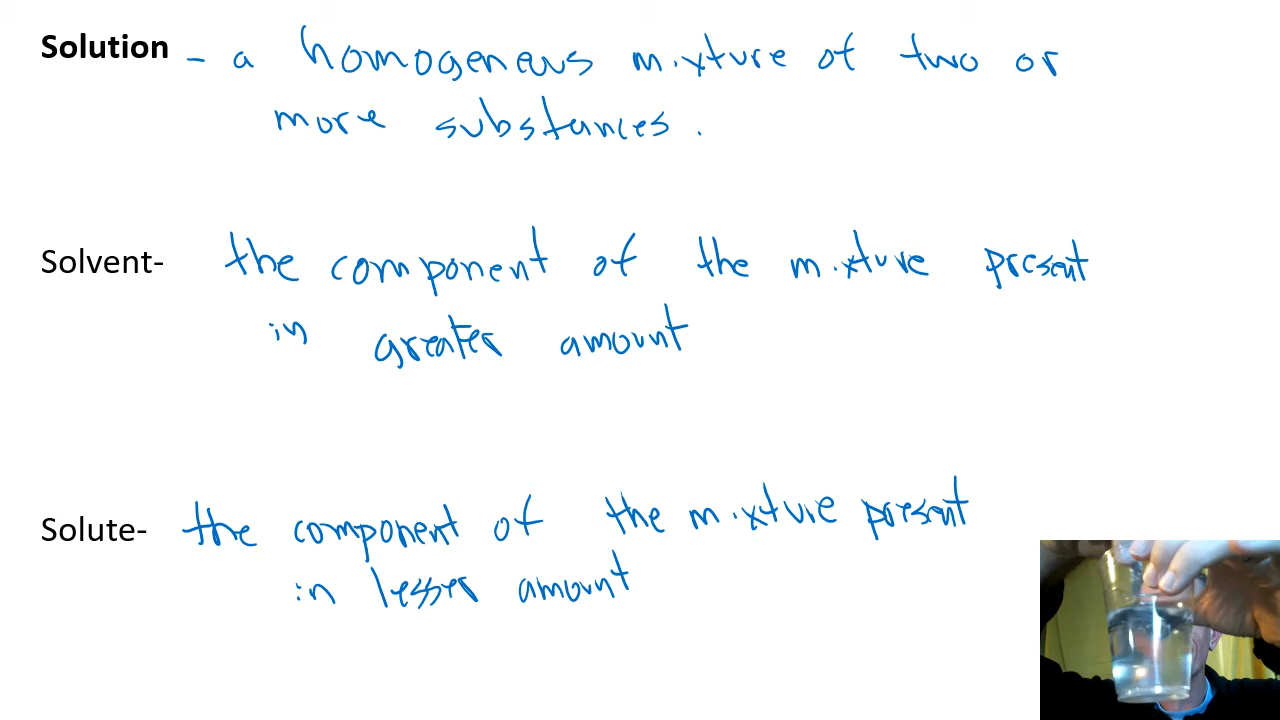 Solution - a homogeneous mixture of two or
more substances.
Solvent- the component of the mixture present
in greater amount
Solute- the component of the mixture present
in lesser amount